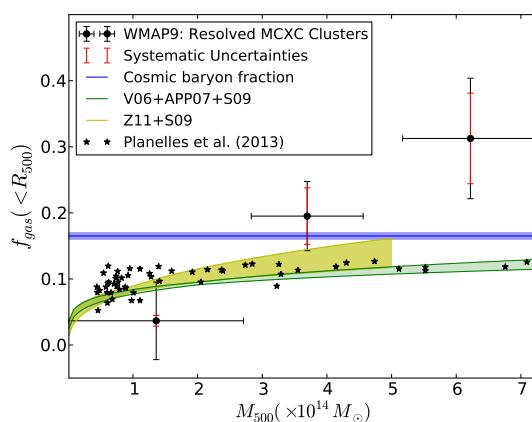 WMAP9: Resolved MCXC Clusters
Systematic Uncertainties
Cosmic baryon fraction
V06+APP07+S09
Z11+S09
Planelles et al. (2013)
f_{gas}(<R_{500})
0.4
0.3
0.2
0.1
0.0
1 2 3 4 5 6 7
M_{500}(×10^{14} M_⊙)